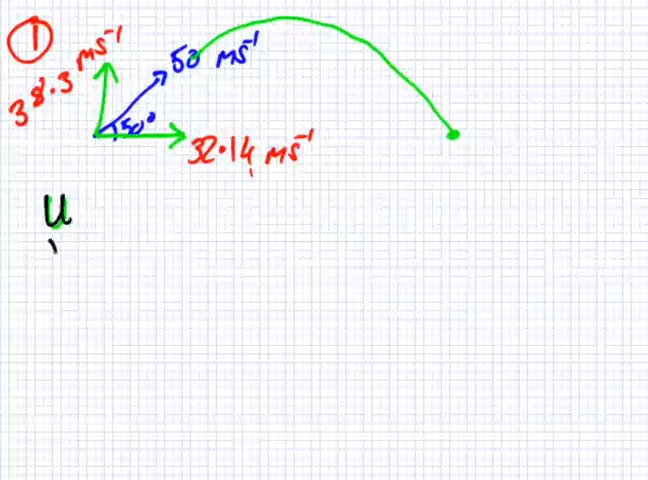 ①
38.3 ms⁻¹
50 ms⁻¹
50°
32.14 ms⁻¹
u